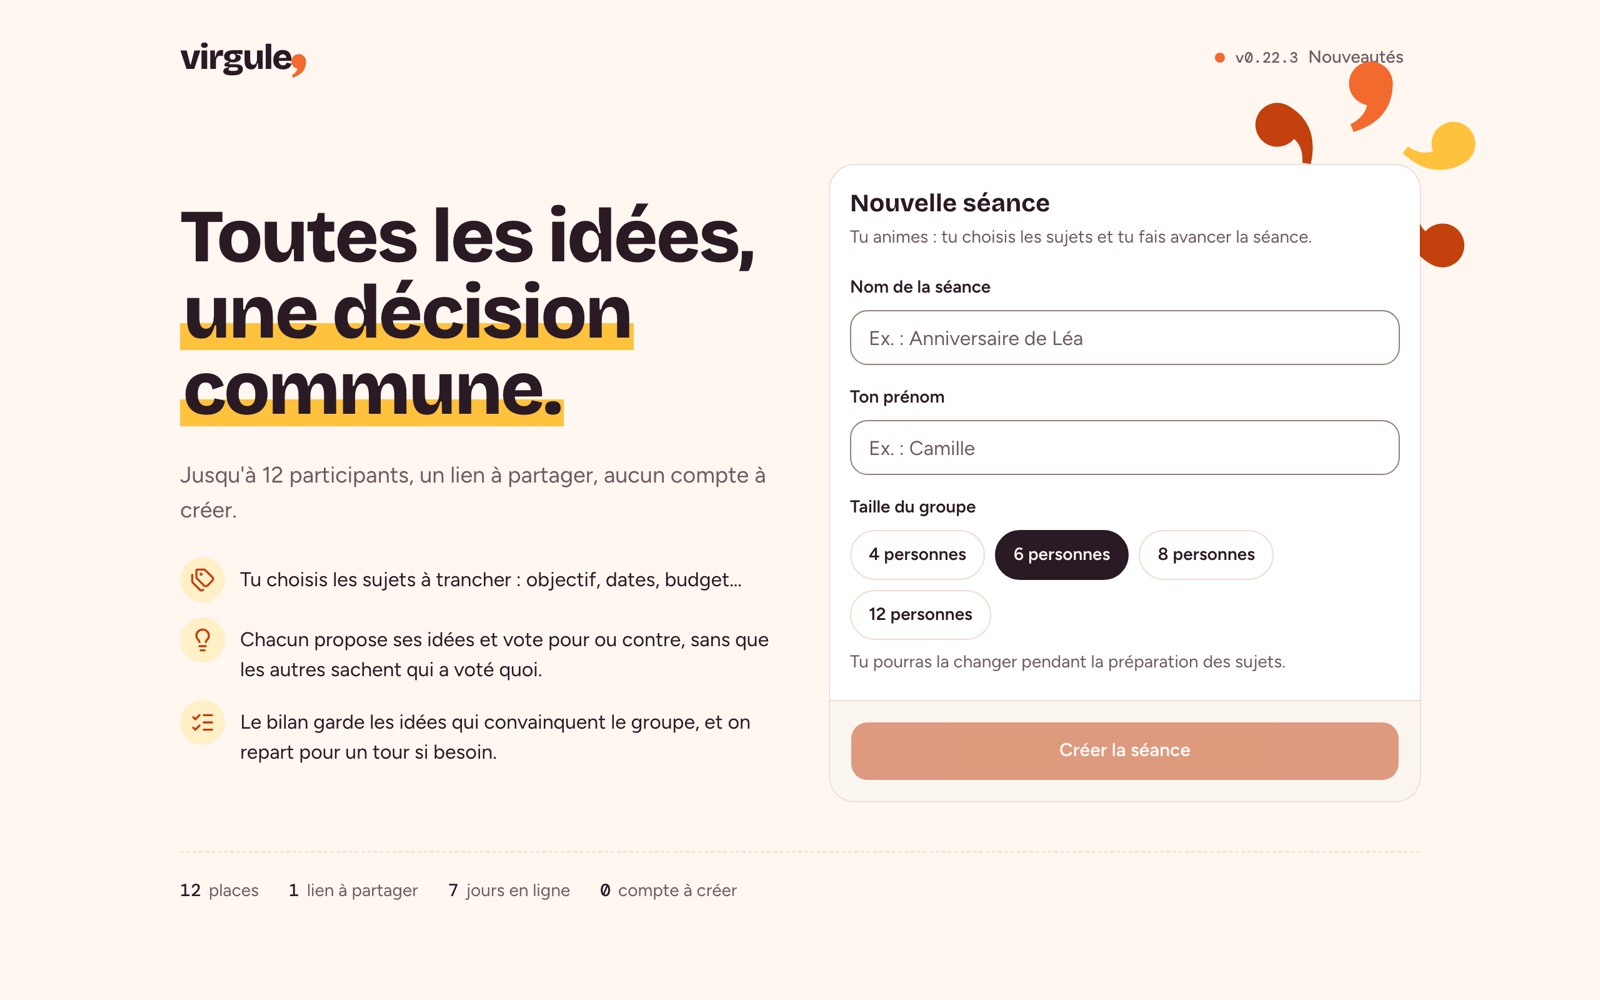 virgule,
v0.22.3 Nouveautés
Toutes les idées,
une décision
commune.
Jusqu'à 12 participants, un lien à partager, aucun compte à
créer.
Tu choisis les sujets à trancher : objectif, dates, budget…
Chacun propose ses idées et vote pour ou contre, sans que
les autres sachent qui a voté quoi.
Le bilan garde les idées qui convainquent le groupe, et on
repart pour un tour si besoin.
Nouvelle séance
Tu animes : tu choisis les sujets et tu fais avancer la séance.
Nom de la séance
Ex. : Anniversaire de Léa
Ton prénom
Ex. : Camille
Taille du groupe
4 personnes 6 personnes 8 personnes
12 personnes
Tu pourras la changer pendant la préparation des sujets.
Créer la séance
12 places 1 lien à partager 7 jours en ligne 0 compte à créer